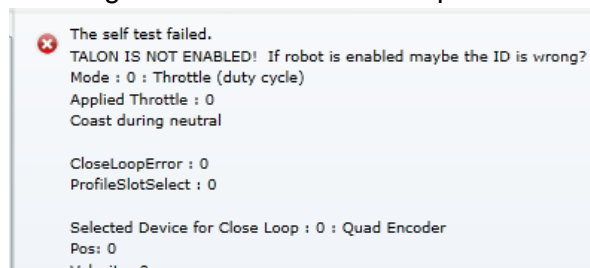 The self test failed.
TALON IS NOT ENABLED!  If robot is enabled maybe the ID is wrong?
Mode : 0 : Throttle (duty cycle)
Applied Throttle : 0
Coast during neutral
CloseLoopError : 0
ProfileSlotSelect : 0
Selected Device for Close Loop : 0 : Quad Encoder
Pos: 0